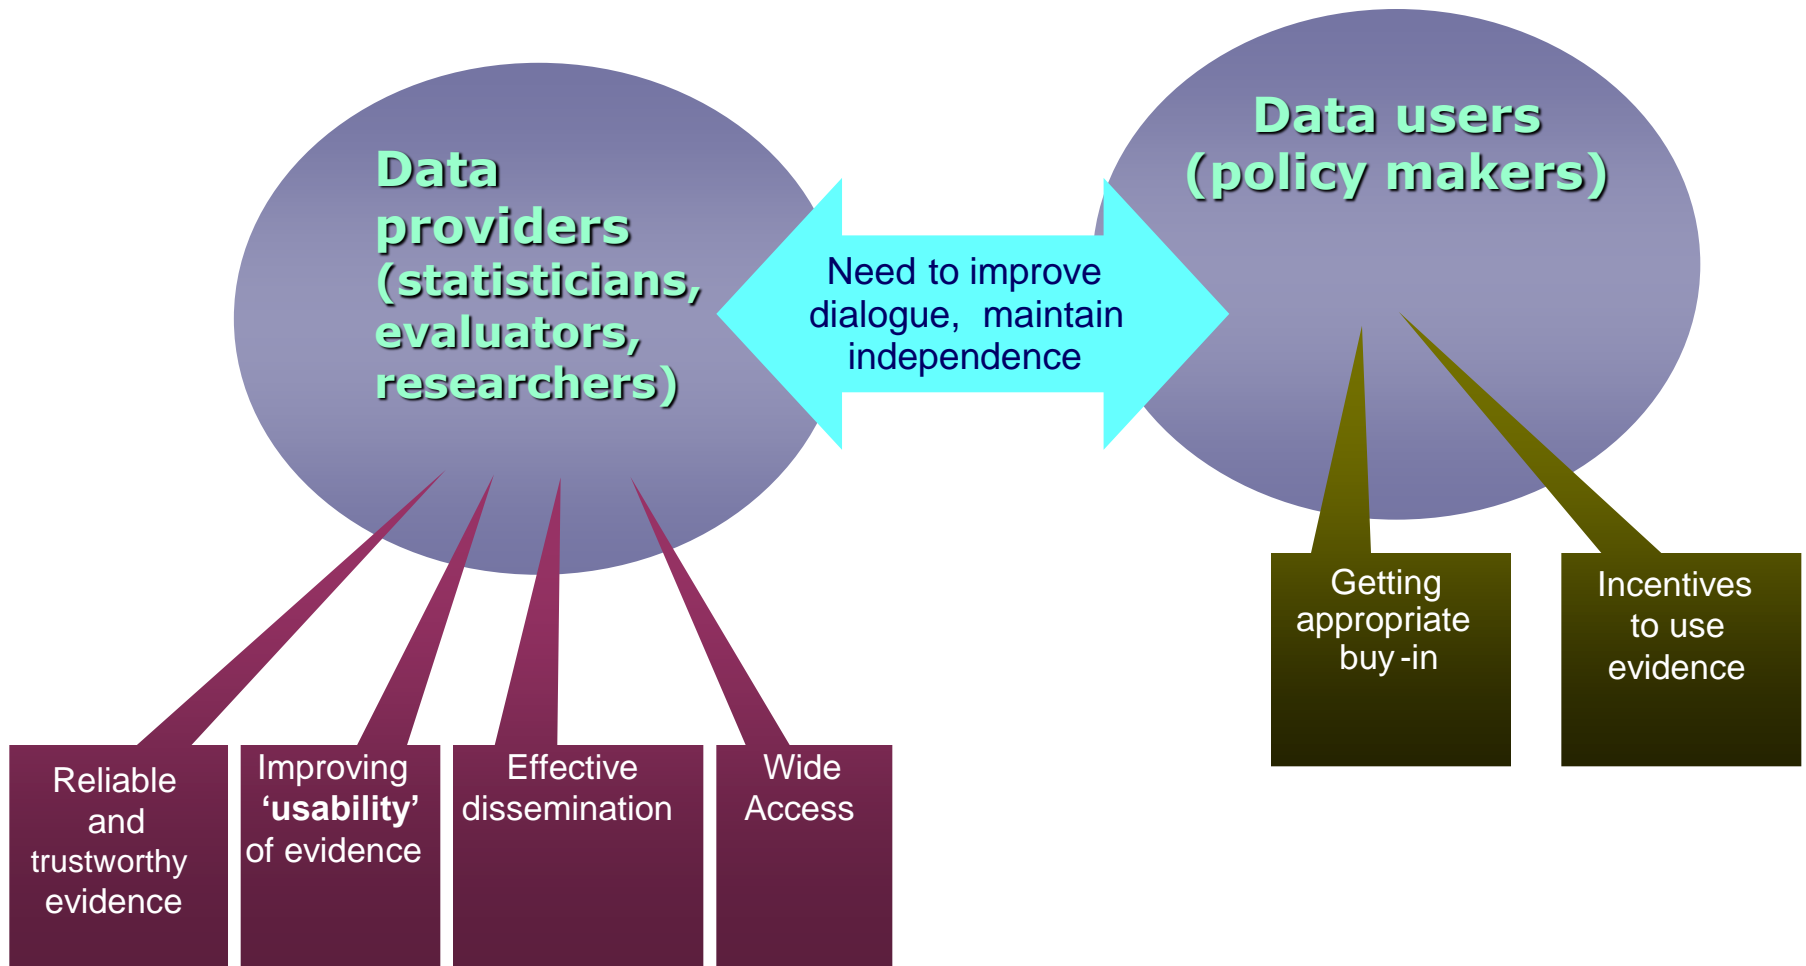 Data
providers
(statisticians,
evaluators,
researchers)
Need to improve
dialogue, maintain
independence
Data users
(policy makers)
Reliable
and
trustworthy
evidence
Improving
‘usability’
of evidence
Effective
dissemination
Wide
Access
Getting
appropriate
buy-in
Incentives
to use
evidence